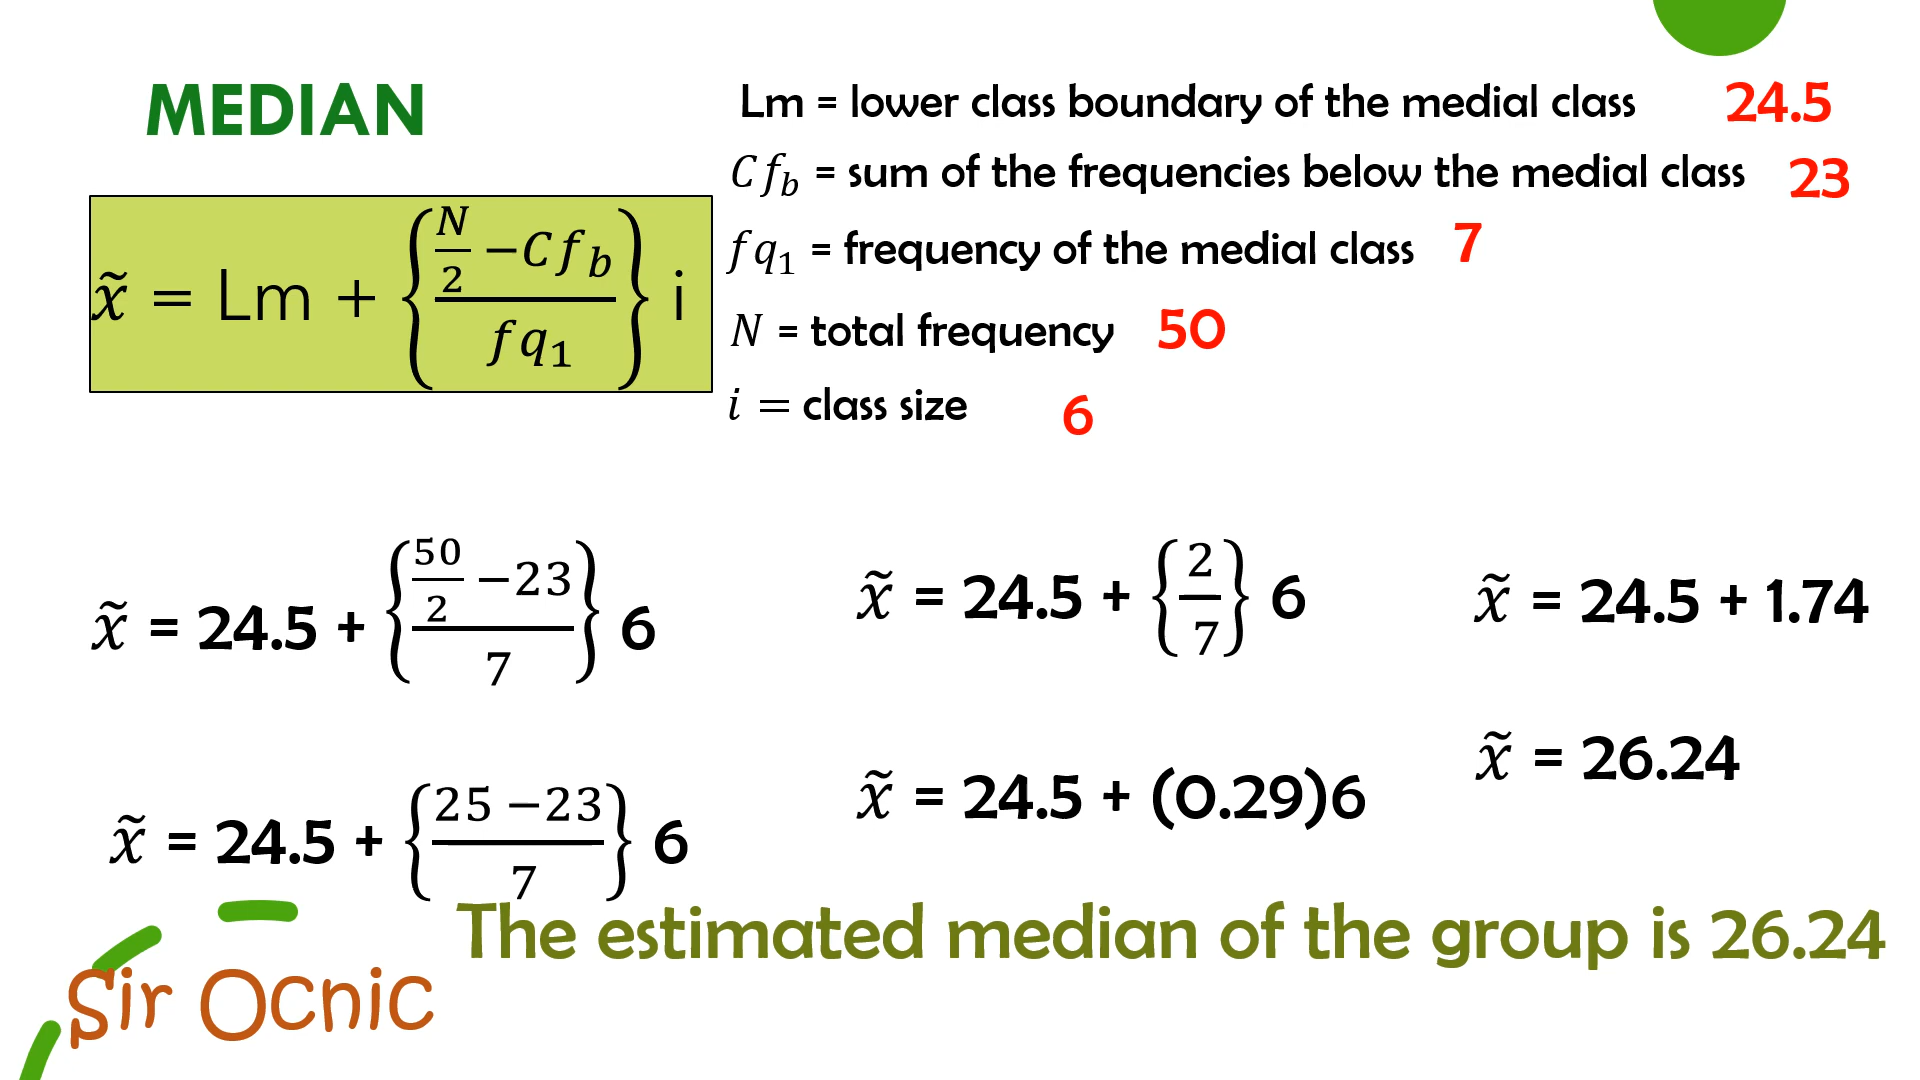 MEDIAN
x̃ = Lm + {(N/2 −Cf_b)/fq₁} i
Lm = lower class boundary of the medial class 24.5
Cf_b = sum of the frequencies below the medial class 23
fq₁ = frequency of the medial class 7
N = total frequency 50
i = class size 6
x̃ = 24.5 + {(50/2 −23)/7} 6
x̃ = 24.5 + {(25 −23)/7} 6
x̃ = 24.5 + {2/7} 6
x̃ = 24.5 + (0.29)6
x̃ = 24.5 + 1.74
x̃ = 26.24
The estimated median of the group is 26.24
Sir Ocnic